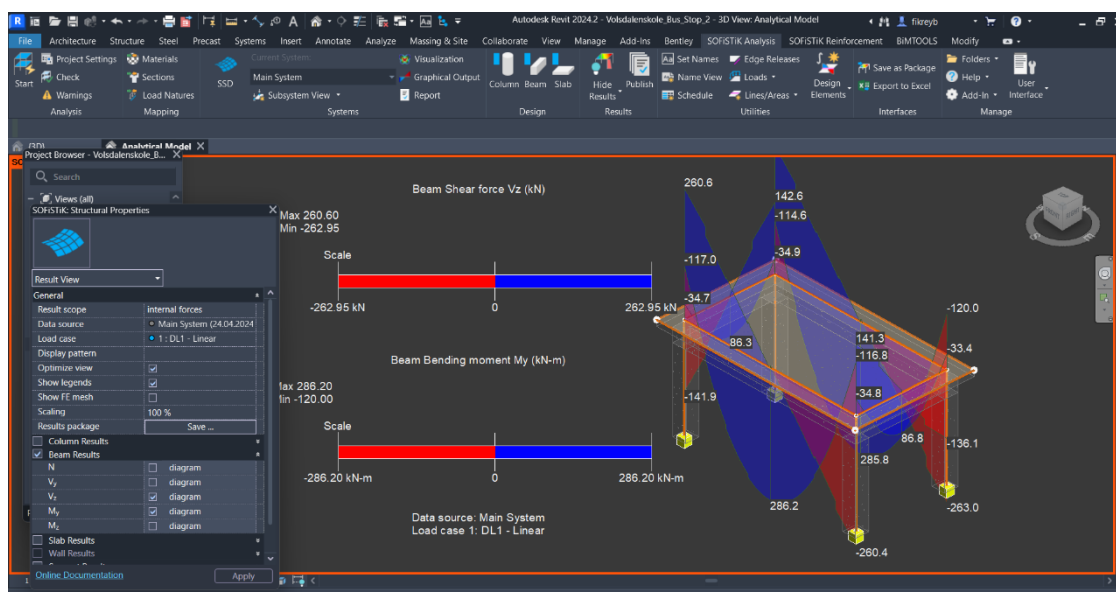 Autodesk Revit 2024.2 - Volsdalenskole_Bus_Stop_2 - 3D View: Analytical Model
fikreyb
File Architecture Structure Steel Precast Systems Insert Annotate Analyze Massing & Site Collaborate View Manage Add-Ins Bentley SOFiSTiK Analysis SOFiSTiK Reinforcement BiMTOOLS Modify
Project Settings Materials Current System: Visualization Set Names Edge Releases Save as Package Folders
Start Check Sections SSD Main System Graphical Output Column Beam Slab Hide Results Publish Name View Loads Design Elements Export to Excel Help User Interface
Warnings Load Natures Subsystem View Report Schedule Lines/Areas Add-In
Analysis Mapping Systems Design Results Utilities Interfaces Manage
{3D} Analytical Model
Project Browser - Volsdalenskole_B...
Search
Views (all)
SOFiSTiK: Structural Properties
Result View
General
Result scope Internal forces
Data source Main System (24.04.2024
Load case 1: DL1 - Linear
Display pattern
Optimize view
Show legends
Show FE mesh
Scaling 100 %
Results package Save ...
Column Results
Beam Results
N diagram
Vy diagram
Vz diagram
My diagram
Mz diagram
Slab Results
Wall Results
Online Documentation Apply
Beam Shear force Vz (kN)
Max 260.60
Min -262.95
Scale
-262.95 kN 0 262.95 kN
Beam Bending moment My (kN-m)
Max 286.20
Min -120.00
Scale
-286.20 kN-m 0 286.20 kN-m
Data source: Main System
Load case 1: DL1 - Linear
260.6
142.6
-114.6
-34.9
-117.0
-34.7
-120.0
86.3
141.3
-116.8
-33.4
-34.8
-141.9
86.8
-136.1
285.8
286.2
-263.0
-260.4